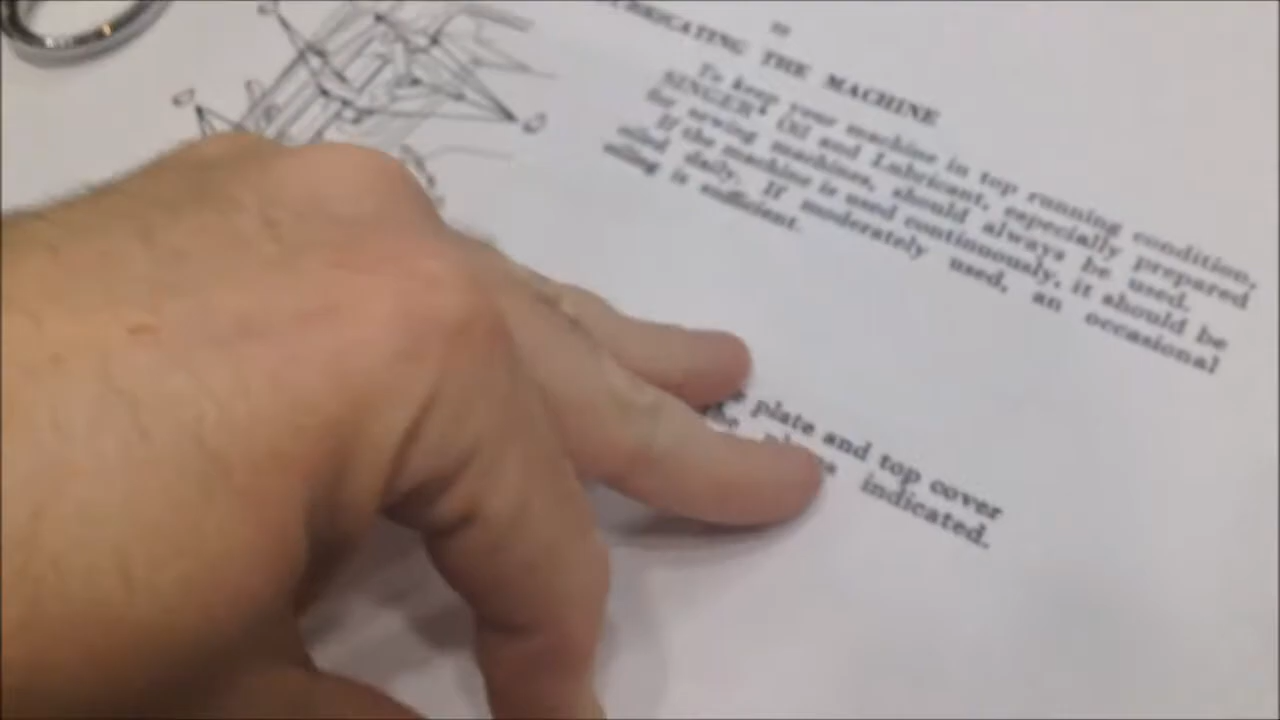 LUBRICATING THE MACHINE
To keep your machine in top running condition,
SINGER* Oil and Lubricant, especially prepared
for sewing machines, should always be used.
If the machine is used continuously, it should be
oiled daily. If moderately used, an occasional
oiling is sufficient.
plate and top cover
indicated.